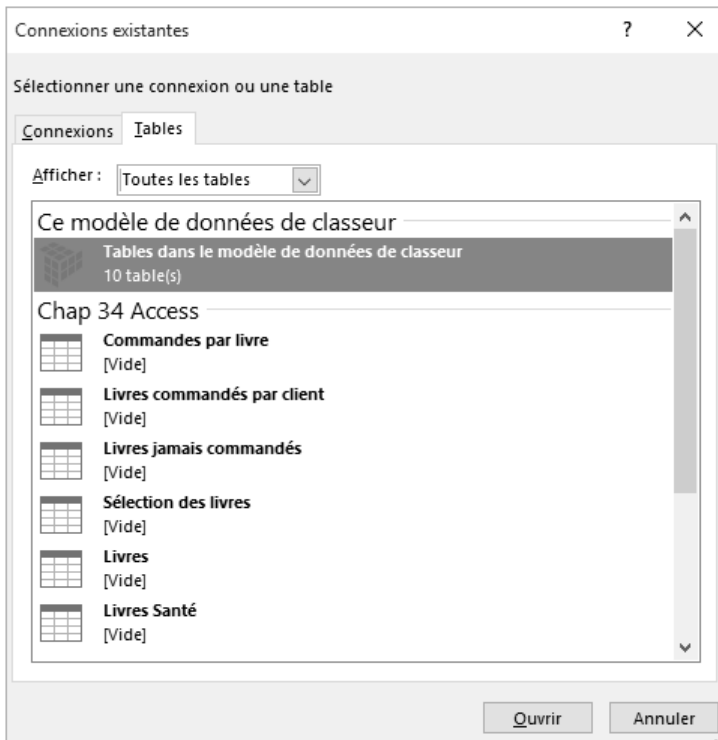 Connexions existantes
?
Sélectionner une connexion ou une table
Connexions Tables
Afficher : Toutes les tables
Ce modèle de données de classeur
Tables dans le modèle de données de classeur
10 table(s)
Chap 34 Access
Commandes par livre
[Vide]
Livres commandés par client
[Vide]
Livres jamais commandés
[Vide]
Sélection des livres
[Vide]
Livres
[Vide]
Livres Santé
[Vide]
Ouvrir Annuler